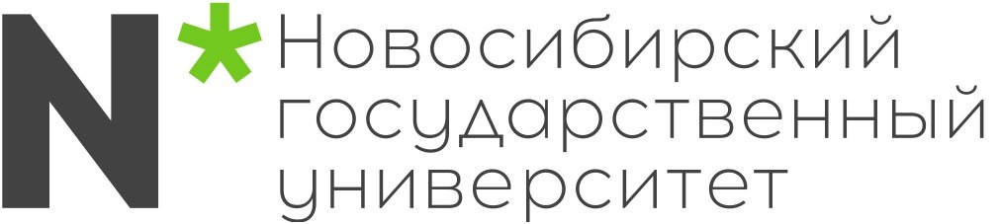 N*
Новосибирский
государственный
университет